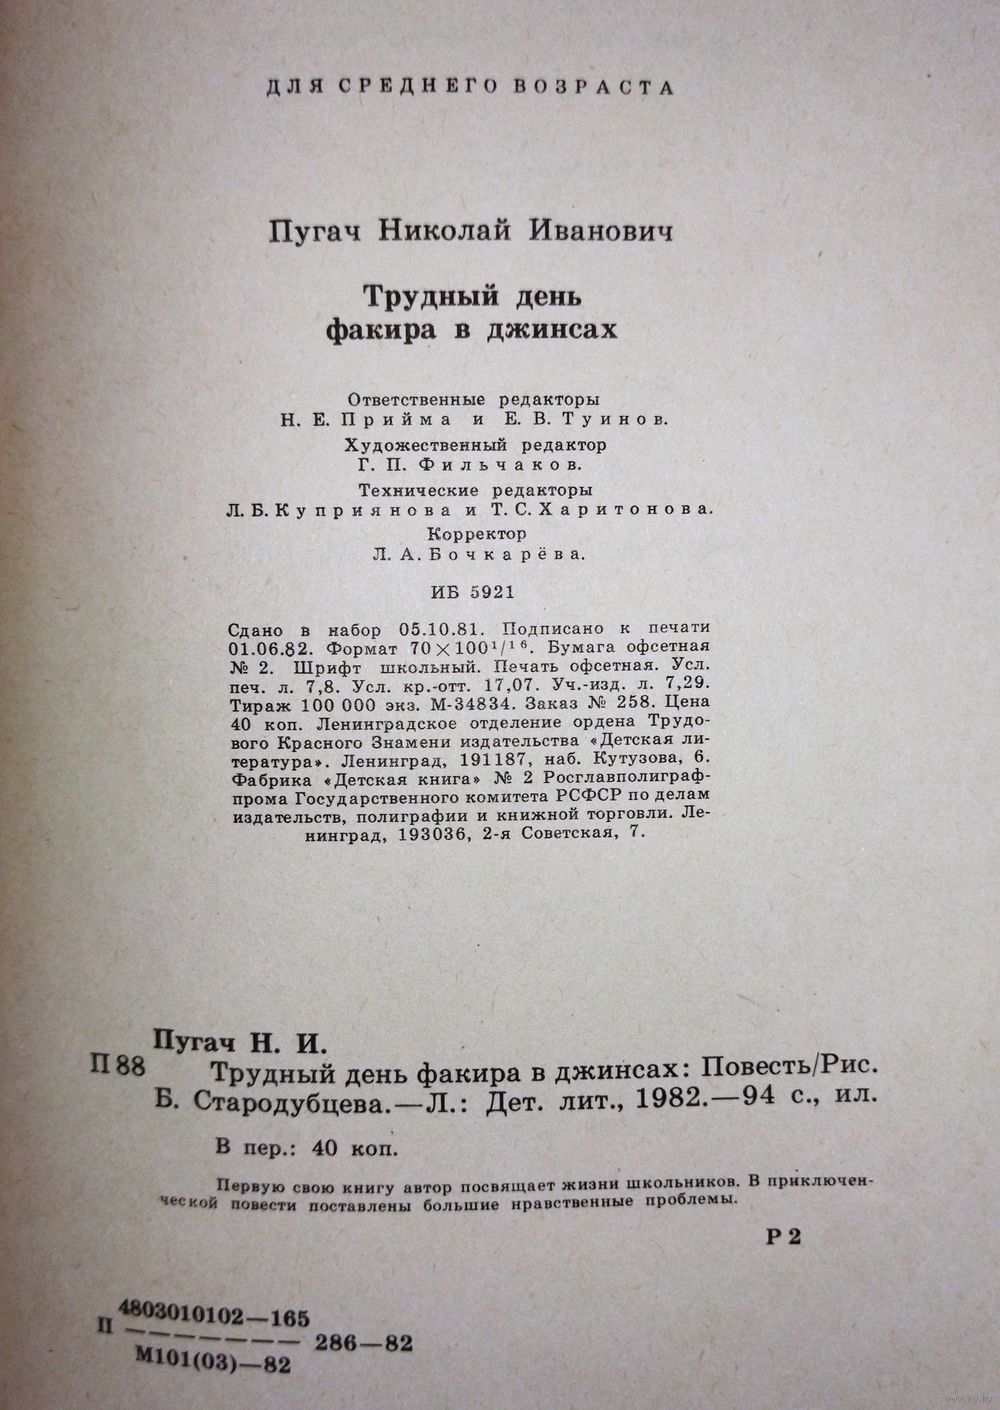 ДЛЯ СРЕДНЕГО ВОЗРАСТА
Пугач Николай Иванович
Трудный день
факира в джинсах
Ответственные редакторы
Н. Е. Прийма и Е. В. Туинов.
Художественный редактор
Г. П. Фильчаков.
Технические редакторы
Л. Б. Куприянова и Т. С. Харитонова.
Корректор
Л. А. Бочкарёва.
ИБ 5921
Сдано в набор 05.10.81. Подписано к печати
01.06.82. Формат 70×100¹/¹⁶. Бумага офсетная
№ 2. Шрифт школьный. Печать офсетная. Усл.
печ. л. 7,8. Усл. кр.-отт. 17,07. Уч.-изд. л. 7,29.
Тираж 100 000 экз. М-34834. Заказ № 258. Цена
40 коп. Ленинградское отделение ордена Трудо-
вого Красного Знамени издательства «Детская ли-
тература». Ленинград, 191187, наб. Кутузова, 6.
Фабрика «Детская книга» № 2 Росглавполиграф-
прома Государственного комитета РСФСР по делам
издательств, полиграфии и книжной торговли. Ле-
нинград, 193036, 2-я Советская, 7.
Пугач Н. И.
П 88 Трудный день факира в джинсах: Повесть/Рис.
Б. Стародубцева.—Л.: Дет. лит., 1982.—94 с., ил.
В пер.: 40 коп.
Первую свою книгу автор посвящает жизни школьников. В приключен-
ческой повести поставлены большие нравственные проблемы.
Р 2
4803010102—165
П ———————— 286—82
М101(03)—82
www.ay.by